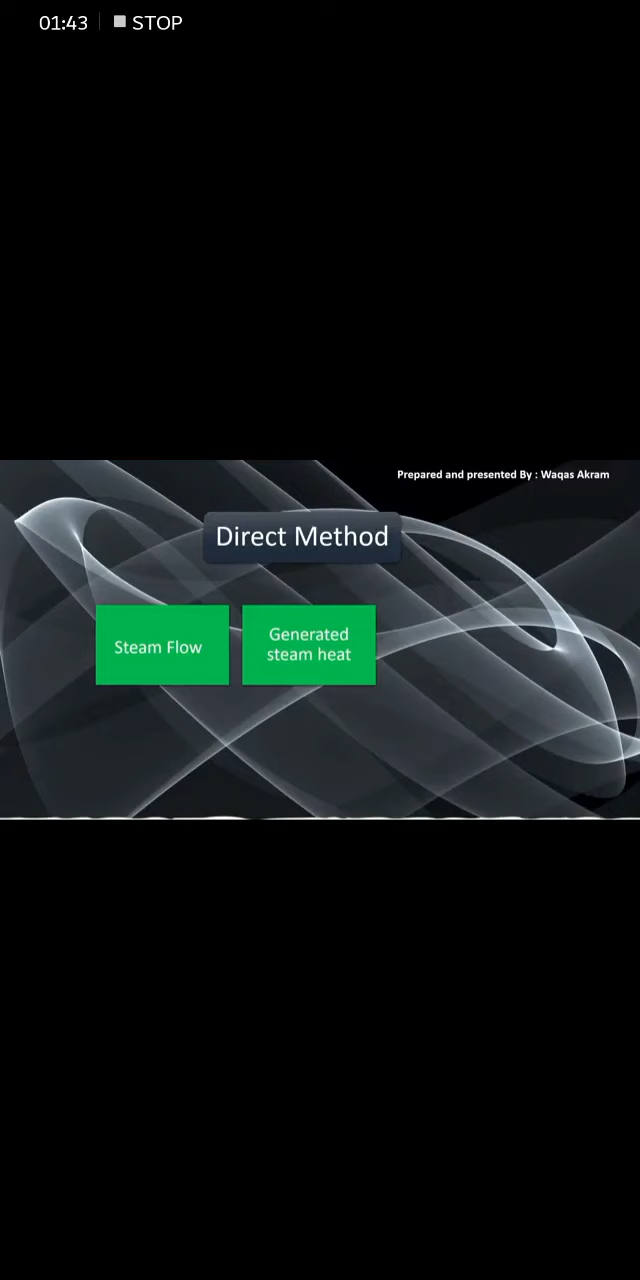 01:43 STOP
Prepared and presented By : Waqas Akram
Direct Method
Steam Flow
Generated
steam heat